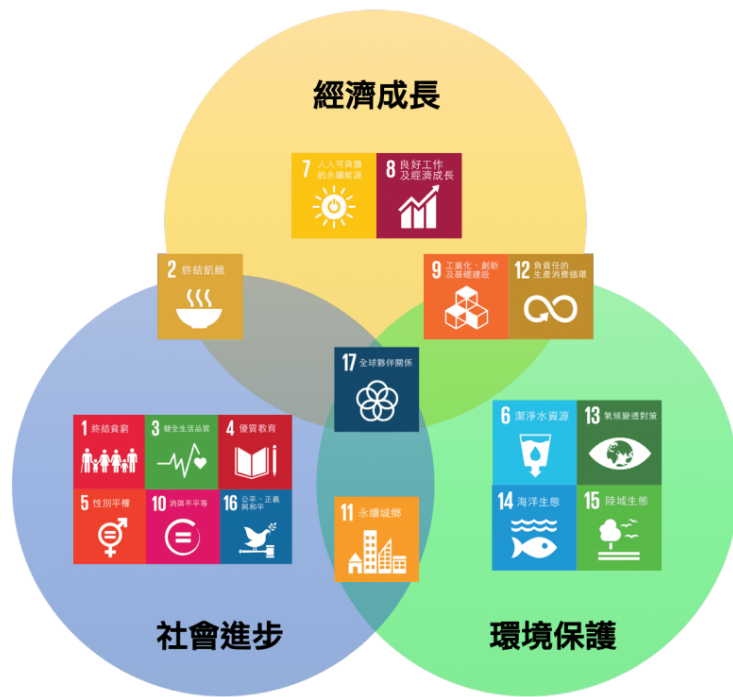 經濟成長
7 人人可負擔
的永續能源
8 良好工作
及經濟成長
2 終結飢餓
9 工業化、創新
及基礎建設
12 負責任的
生產消費循環
17 全球夥伴關係
1 終結貧窮
3 健全生活品質
4 優質教育
5 性別平權
10 消弭不平等
16 公平、正義
與和平
6 潔淨水資源
13 氣候變遷對策
14 海洋生態
15 陸域生態
11 永續城鄉
社會進步
環境保護